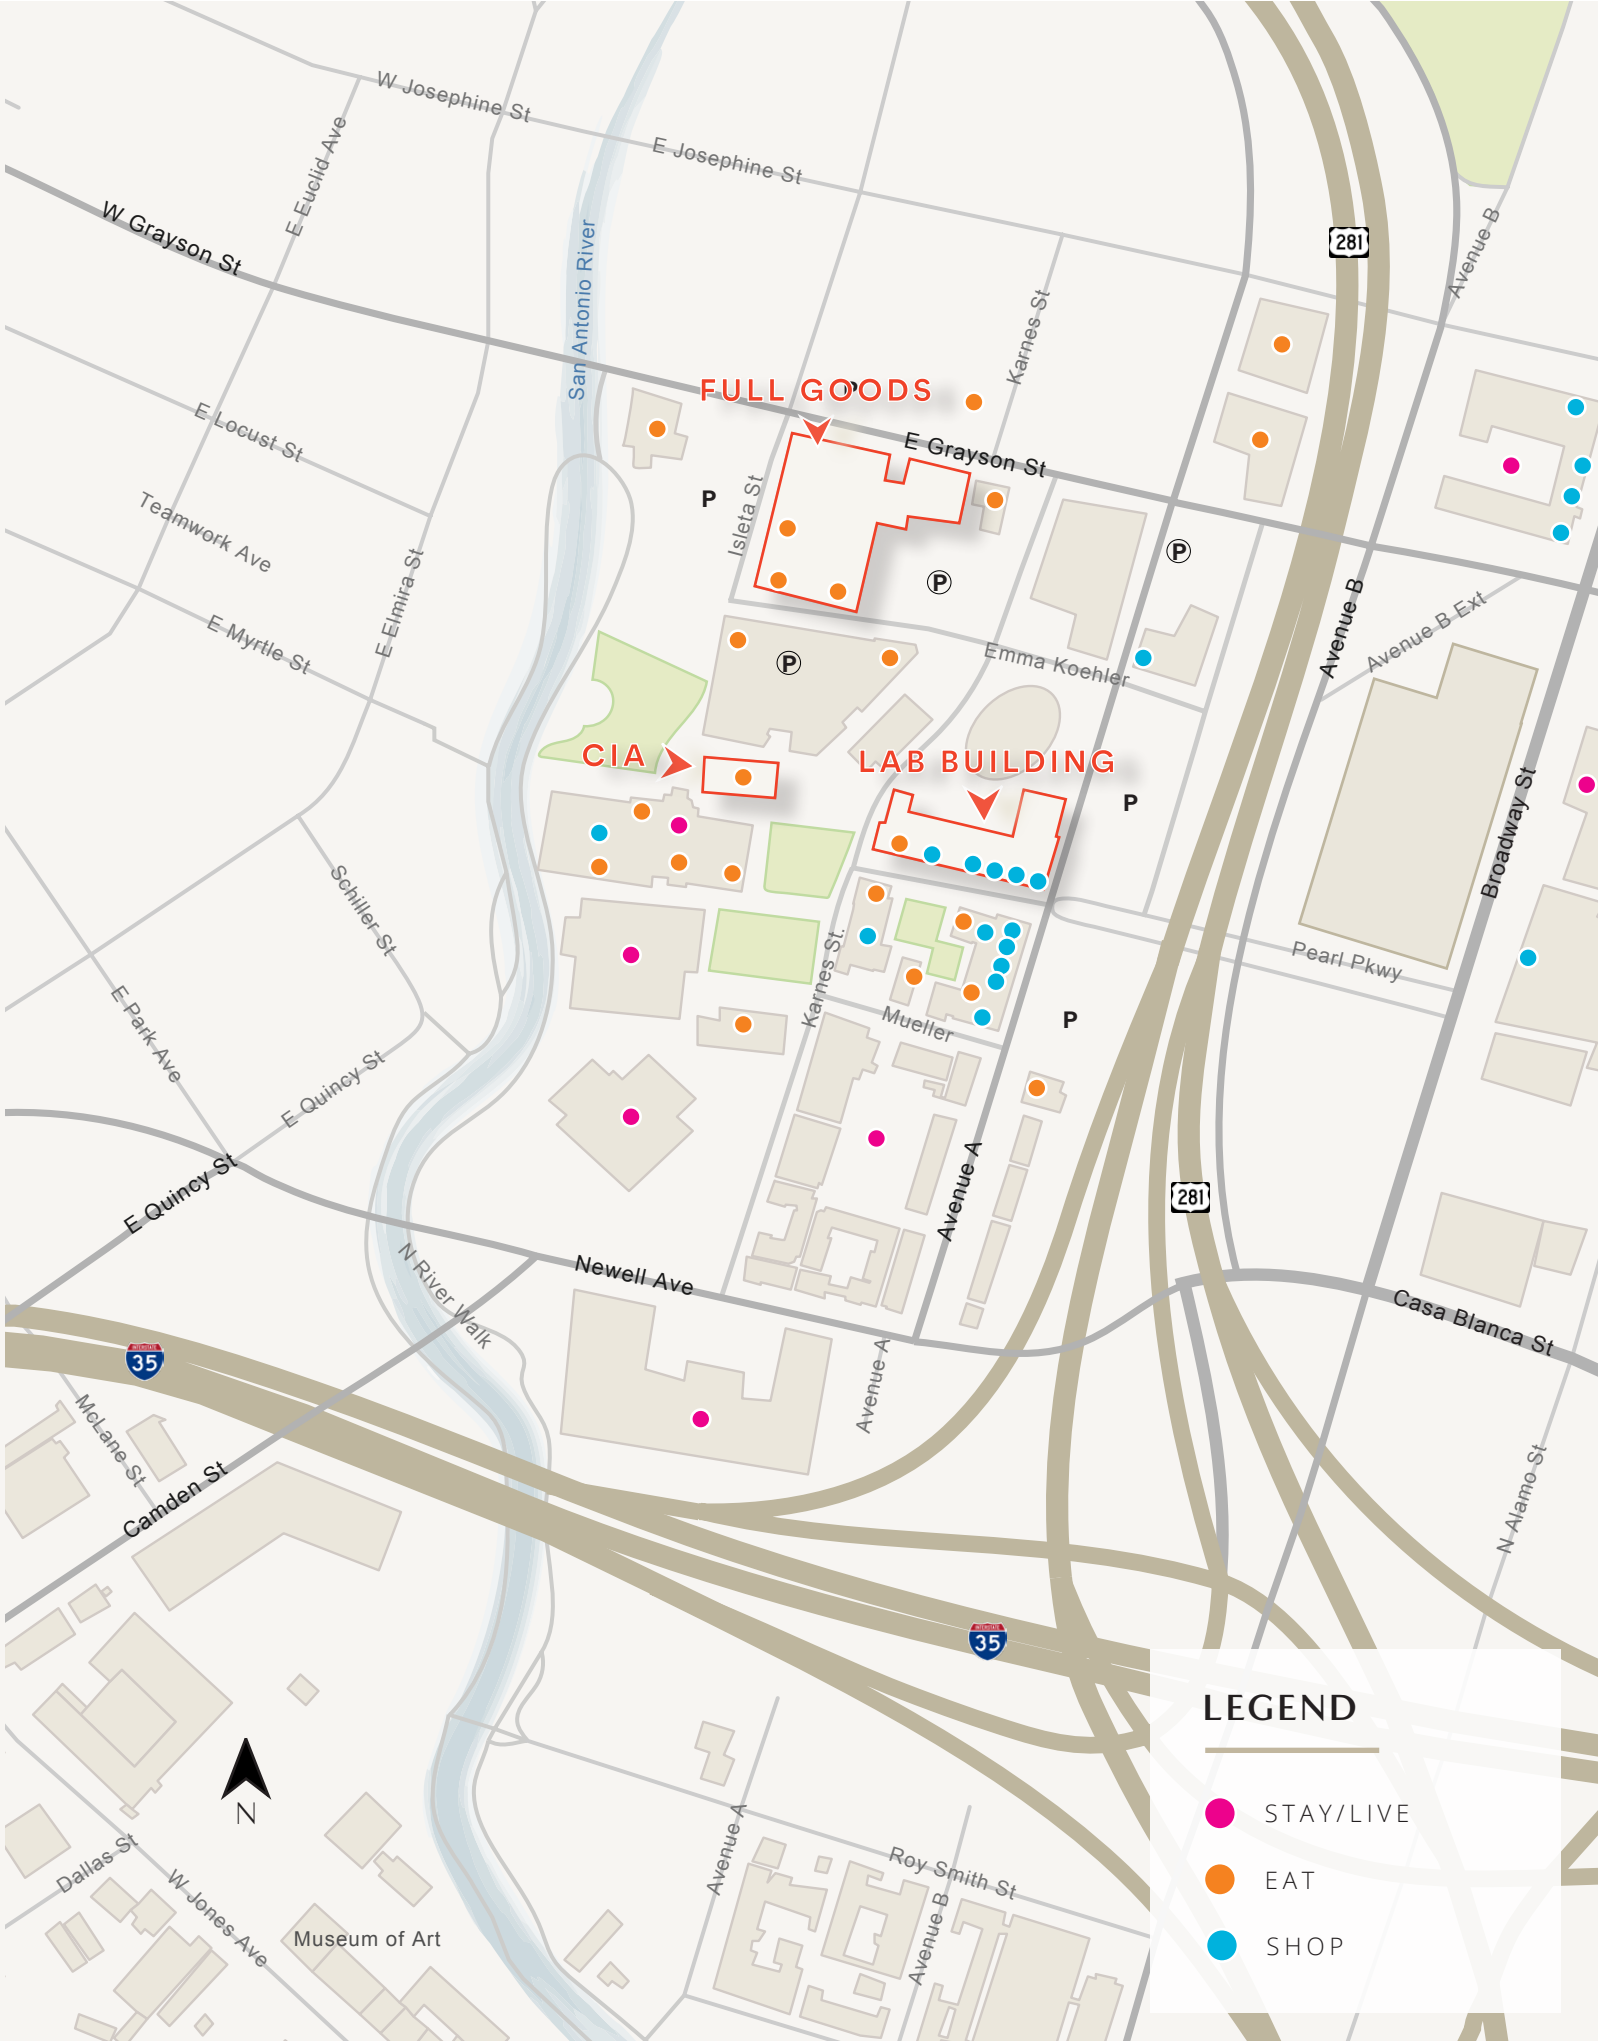 W Josephine St
E Josephine St
E Euclid Ave
W Grayson St
San Antonio River
281
Avenue B
Karnes St
P
FULL GOODS
E Grayson St
E Locust St
Isleta St
P
Teamwork Ave
P
P
E Elmira St
Avenue B
Avenue B Ext
E Myrtle St
P
Emma Koehler
CIA
LAB BUILDING
P
Broadway St
Schiller St
Karnes St.
Pearl Pkwy
E Park Ave
Mueller
P
E Quincy St
E Quincy St
Avenue A
281
N River Walk
Newell Ave
Casa Blanca St
INTERSTATE
35
Avenue A
McLane St
Camden St
N Alamo St
INTERSTATE
35
LEGEND
STAY/LIVE
EAT
SHOP
N
Avenue A
Dallas St
W Jones Ave
Roy Smith St
Avenue B
Museum of Art